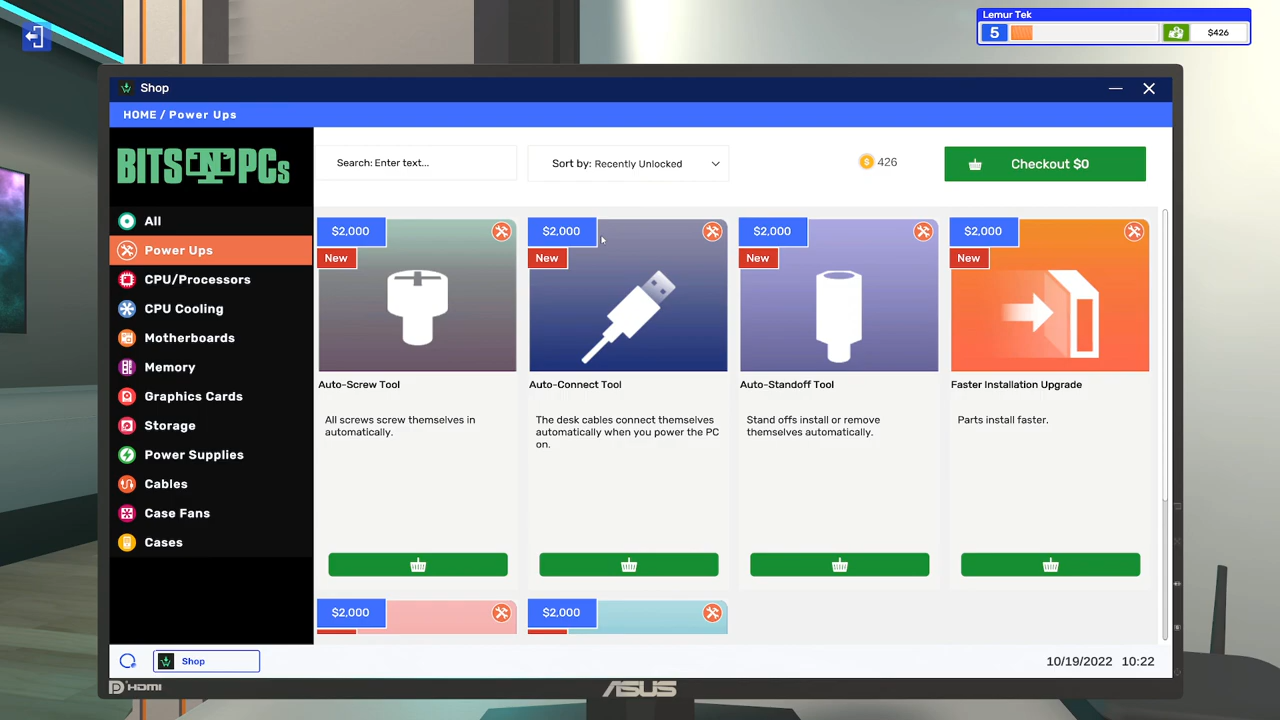 Lemur Tek
5
$426
Shop
HOME / Power Ups
BITS N PCs
Search: Enter text...
Sort by: Recently Unlocked
$ 426
Checkout $0
All
Power Ups
CPU/Processors
CPU Cooling
Motherboards
Memory
Graphics Cards
Storage
Power Supplies
Cables
Case Fans
Cases
$2,000
New
Auto-Screw Tool
All screws screw themselves in
automatically.
$2,000
New
Auto-Connect Tool
The desk cables connect themselves
automatically when you power the PC
on.
$2,000
New
Auto-Standoff Tool
Stand offs install or remove
themselves automatically.
$2,000
New
Faster Installation Upgrade
Parts install faster.
$2,000
$2,000
Shop
10/19/2022 10:22
HDMI
ASUS